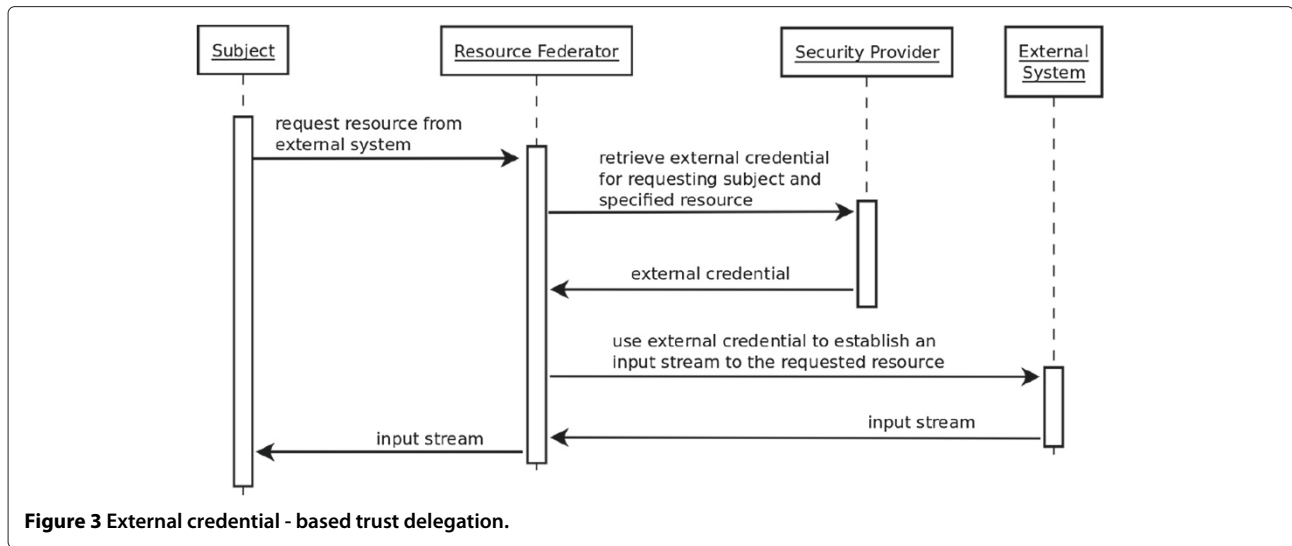 Subject
Resource Federator
Security Provider
External
System
request resource from
external system
retrieve external credential
for requesting subject and
specified resource
external credential
use external credential to establish an
input stream to the requested resource
input stream
input stream
Figure 3 External credential - based trust delegation.